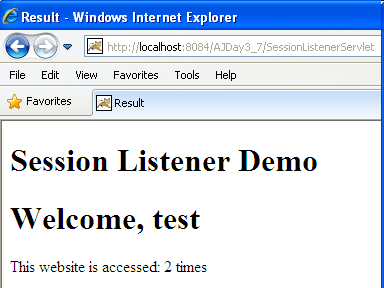 Result - Windows Internet Explorer
http://localhost:8084/AJDay3_7/SessionListenerServlet
File Edit View Favorites Tools Help
Favorites Result
Session Listener Demo
Welcome, test
This website is accessed: 2 times